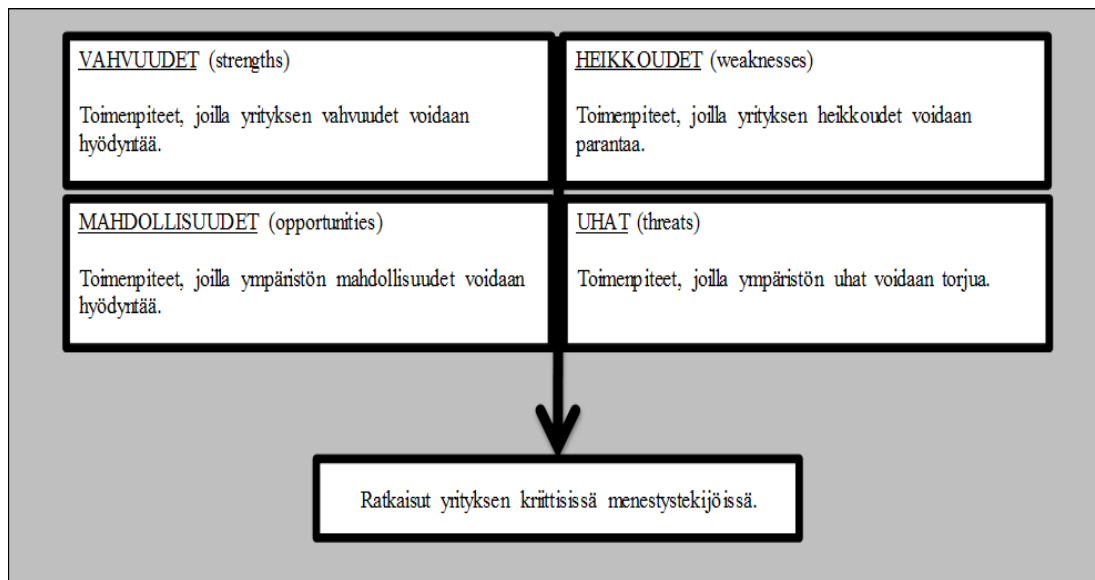 VAHVUUDET (strengths)
Toimenpiteet, joilla yrityksen vahvuudet voidaan
hyödyntää.
HEIKKOUDET (weaknesses)
Toimenpiteet, joilla yrityksen heikkoudet voidaan
parantaa.
MAHDOLLISUUDET (opportunities)
Toimenpiteet, joilla ympäristön mahdollisuudet voidaan
hyödyntää.
UHAT (threats)
Toimenpiteet, joilla ympäristön uhat voidaan torjua.
Ratkaisut yrityksen kriittisissä menestystekijöissä.